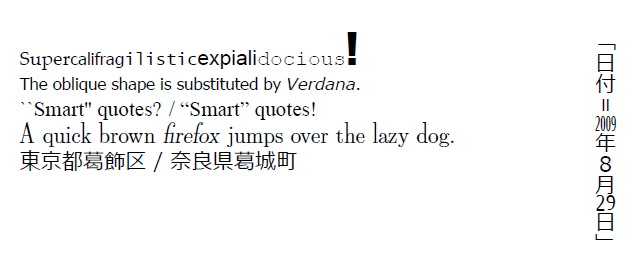 Supercalifragilisticexpialidocious!
The oblique shape is substituted by Verdana.
``Smart'' quotes? / “Smart” quotes!
A quick brown firefox jumps over the lazy dog.
東京都葛飾区 / 奈良県葛城町
「日付=2009年8月29日」